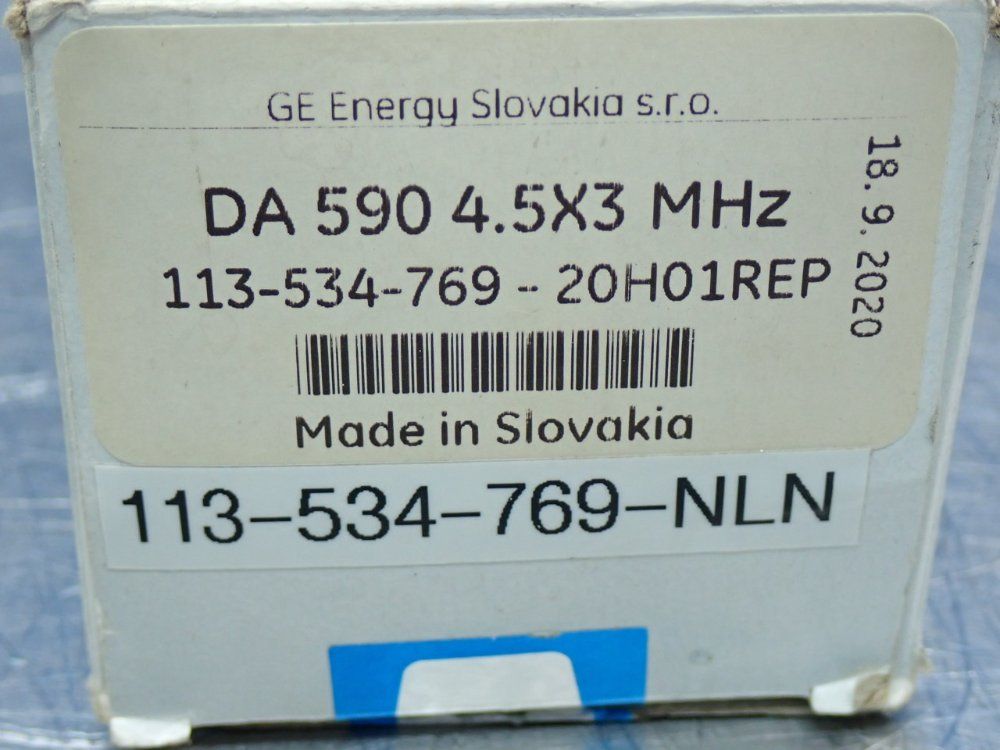 GE Energy Slovakia s.r.o.
DA 590 4.5X3 MHz
113-534-769 - 20H01REP
18.9.2020
Made in Slovakia
113-534-769-NLN